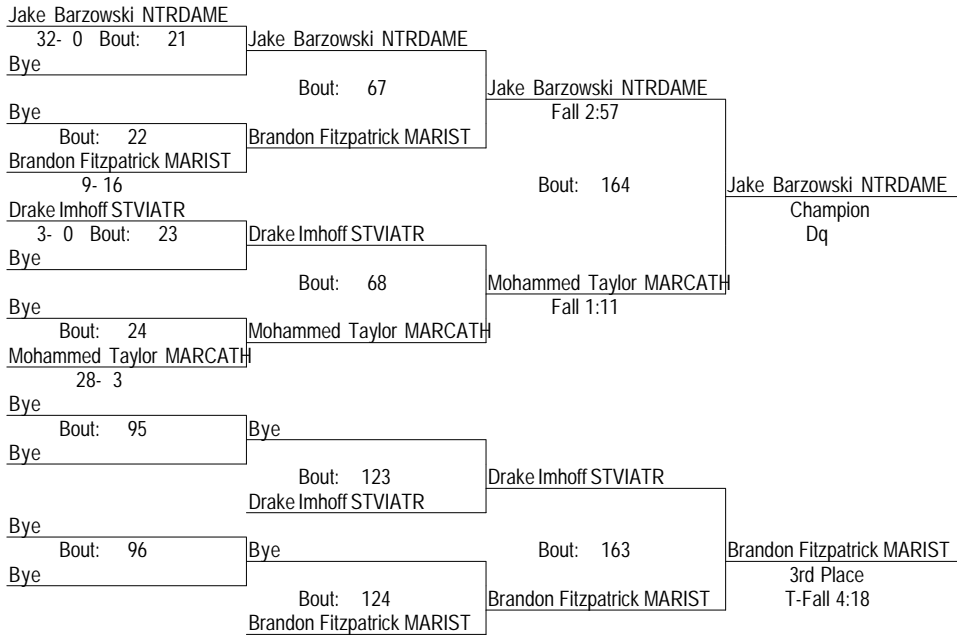 Jake Barzowski NTRDAME
32- 0 Bout: 21
Jake Barzowski NTRDAME
Bye
Bout: 67
Jake Barzowski NTRDAME
Bye
Fall 2:57
Bout: 22
Brandon Fitzpatrick MARIST
Brandon Fitzpatrick MARIST
9- 16
Bout: 164
Jake Barzowski NTRDAME
Drake Imhoff STVIATR
Champion
3- 0 Bout: 23
Drake Imhoff STVIATR
Dq
Bye
Bout: 68
Mohammed Taylor MARCATH
Bye
Fall 1:11
Bout: 24
Mohammed Taylor MARCATH
Mohammed Taylor MARCATH
28- 3
Bye
Bout: 95
Bye
Bye
Bout: 123
Drake Imhoff STVIATR
Drake Imhoff STVIATR
Bye
Bout: 96
Bye
Bout: 163
Brandon Fitzpatrick MARIST
Bye
3rd Place
Bout: 124
Brandon Fitzpatrick MARIST
T-Fall 4:18
Brandon Fitzpatrick MARIST